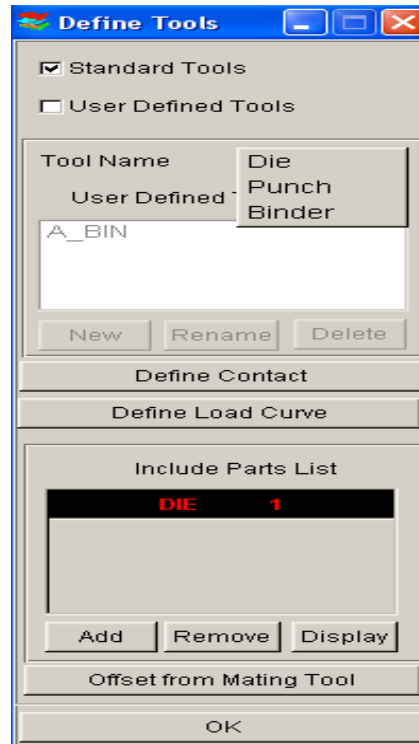 Define Tools
Standard Tools
User Defined Tools
Tool Name
Die
Punch
Binder
User Defined
A_BIN
New Rename Delete
Define Contact
Define Load Curve
Include Parts List
DIE 1
Add Remove Display
Offset from Mating Tool
OK